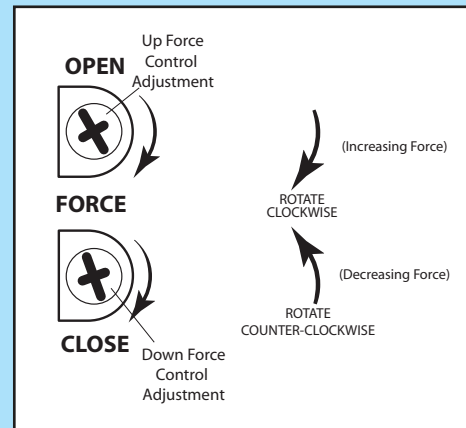 Up Force
Control
Adjustment
OPEN
FORCE
CLOSE
Down Force
Control
Adjustment
(Increasing Force)
ROTATE
CLOCKWISE
(Decreasing Force)
ROTATE
COUNTER-CLOCKWISE